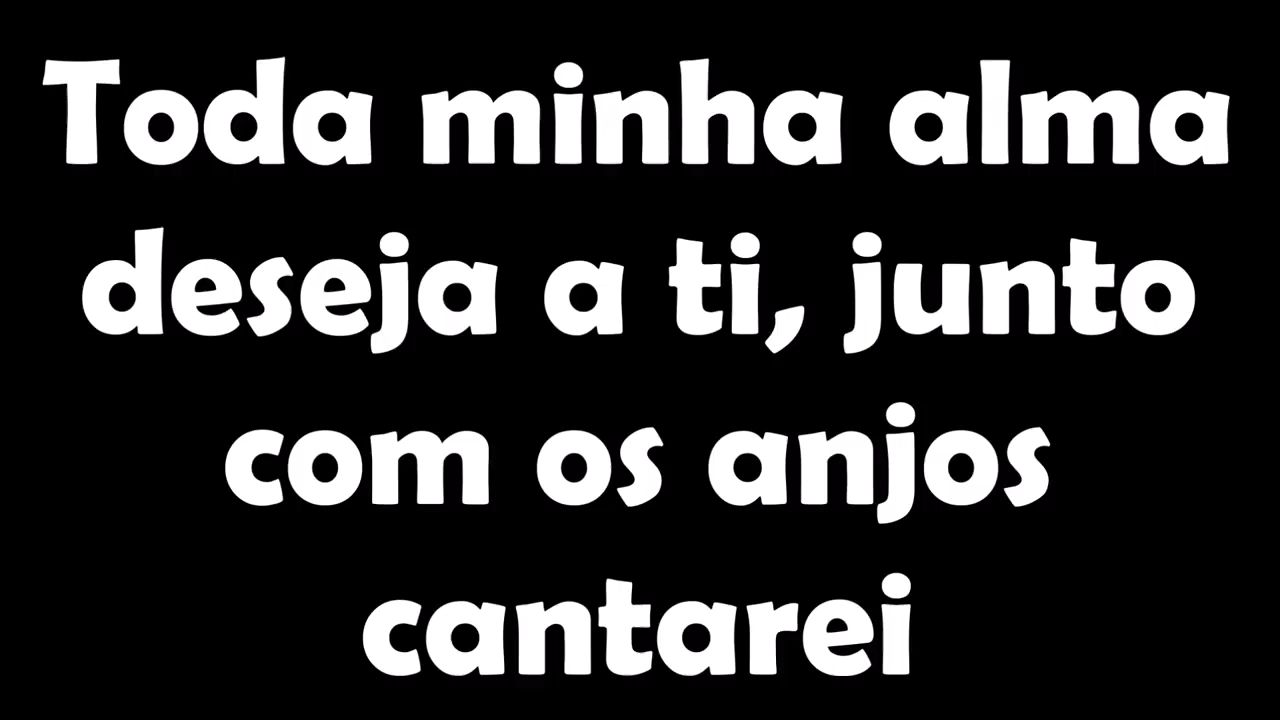 Toda minha alma
deseja a ti, junto
com os anjos
cantarei